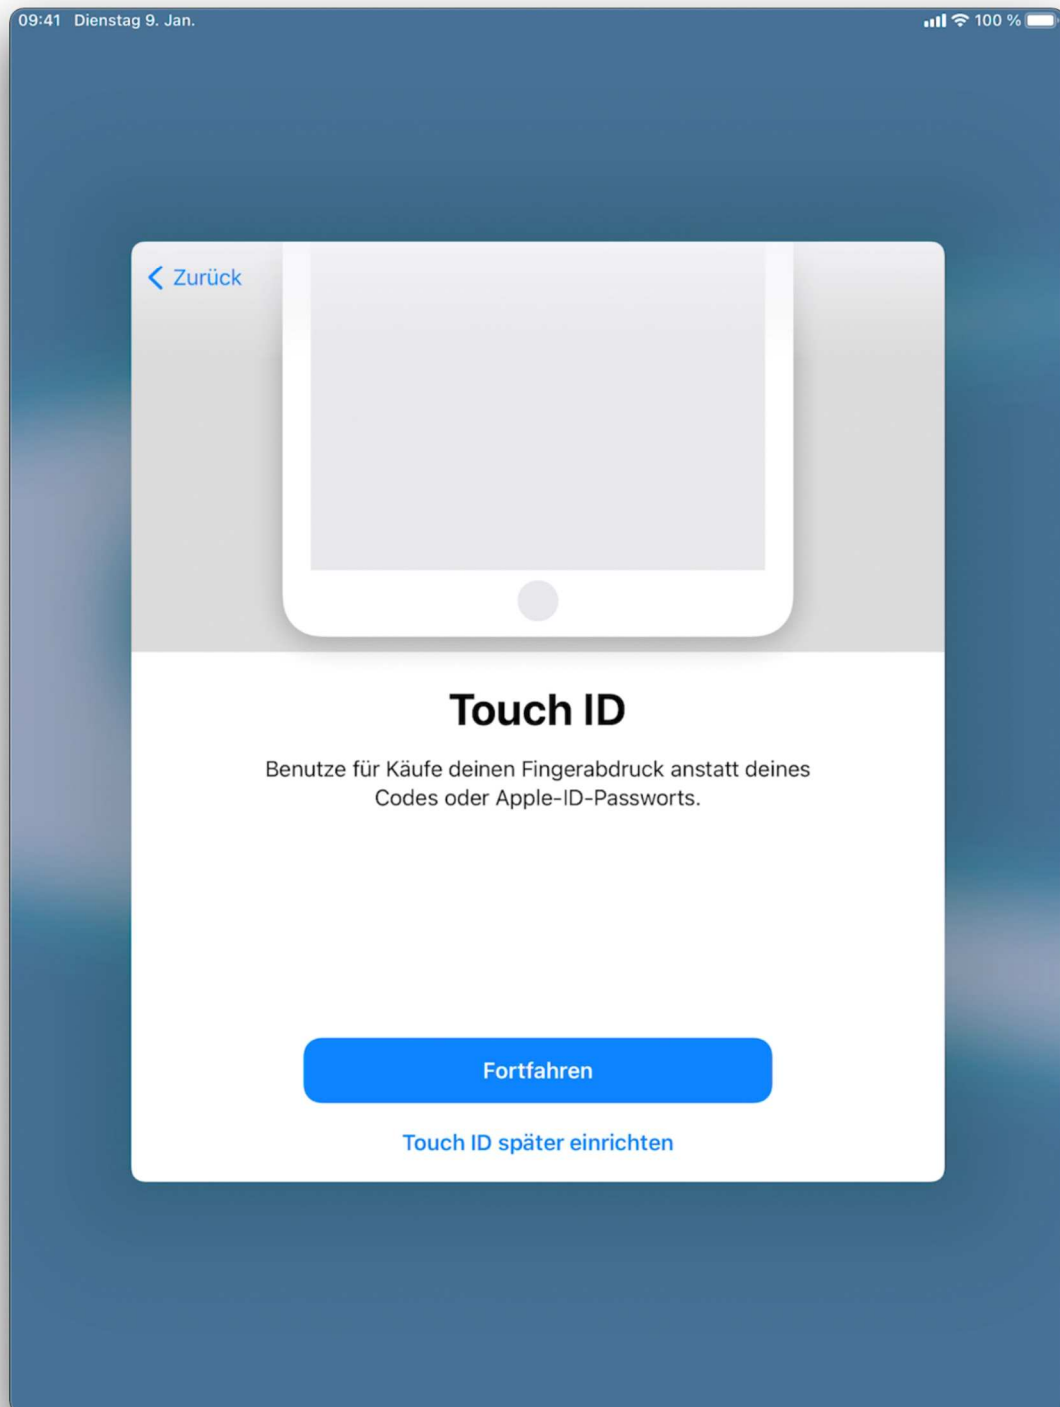 09:41 Dienstag 9. Jan.
100 %
Zurück
Touch ID
Benutze für Käufe deinen Fingerabdruck anstatt deines
Codes oder Apple-ID-Passworts.
Fortfahren
Touch ID später einrichten